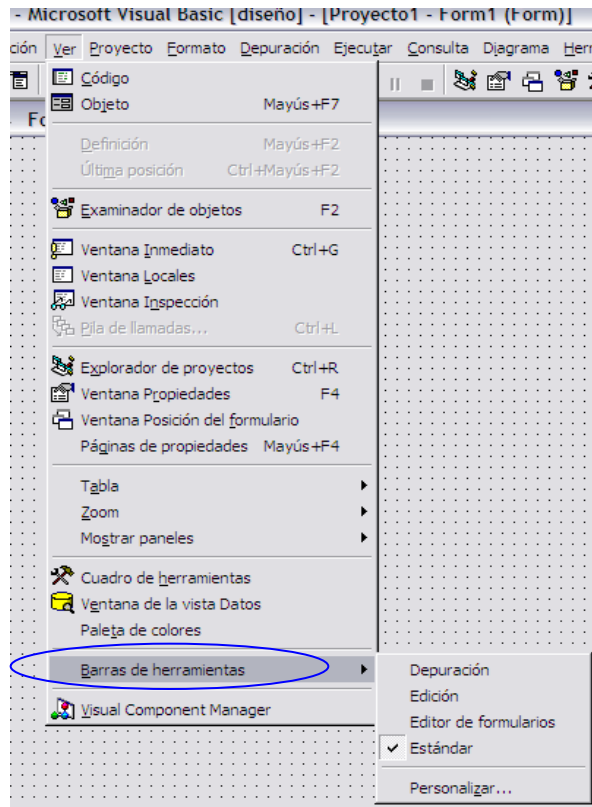 - Microsoft Visual Basic [diseño] - [Proyecto1 - Form1 (Form)]
ción Ver Proyecto Formato Depuración Ejecutar Consulta Diagrama Herr
Código
Objeto Mayús+F7
Fo
Definición Mayús+F2
Última posición Ctrl+Mayús+F2
Examinador de objetos F2
Ventana Inmediato Ctrl+G
Ventana Locales
Ventana Inspección
Pila de llamadas... Ctrl+L
Explorador de proyectos Ctrl+R
Ventana Propiedades F4
Ventana Posición del formulario
Páginas de propiedades Mayús+F4
Tabla
Zoom
Mostrar paneles
Cuadro de herramientas
Ventana de la vista Datos
Paleta de colores
Barras de herramientas
Visual Component Manager
Depuración
Edición
Editor de formularios
Estándar
Personalizar...